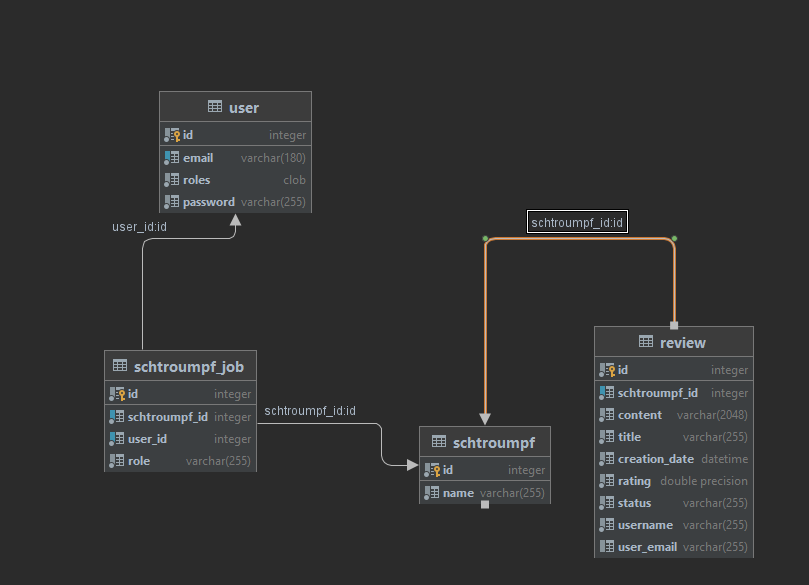 user
id integer
email varchar(180)
roles clob
password varchar(255)
user_id:id
schtroumpf_id:id
schtroumpf_job
id integer
schtroumpf_id integer
user_id integer
role varchar(255)
schtroumpf_id:id
schtroumpf
id integer
name varchar(255)
review
id integer
schtroumpf_id integer
content varchar(2048)
title varchar(255)
creation_date datetime
rating double precision
status varchar(255)
username varchar(255)
user_email varchar(255)